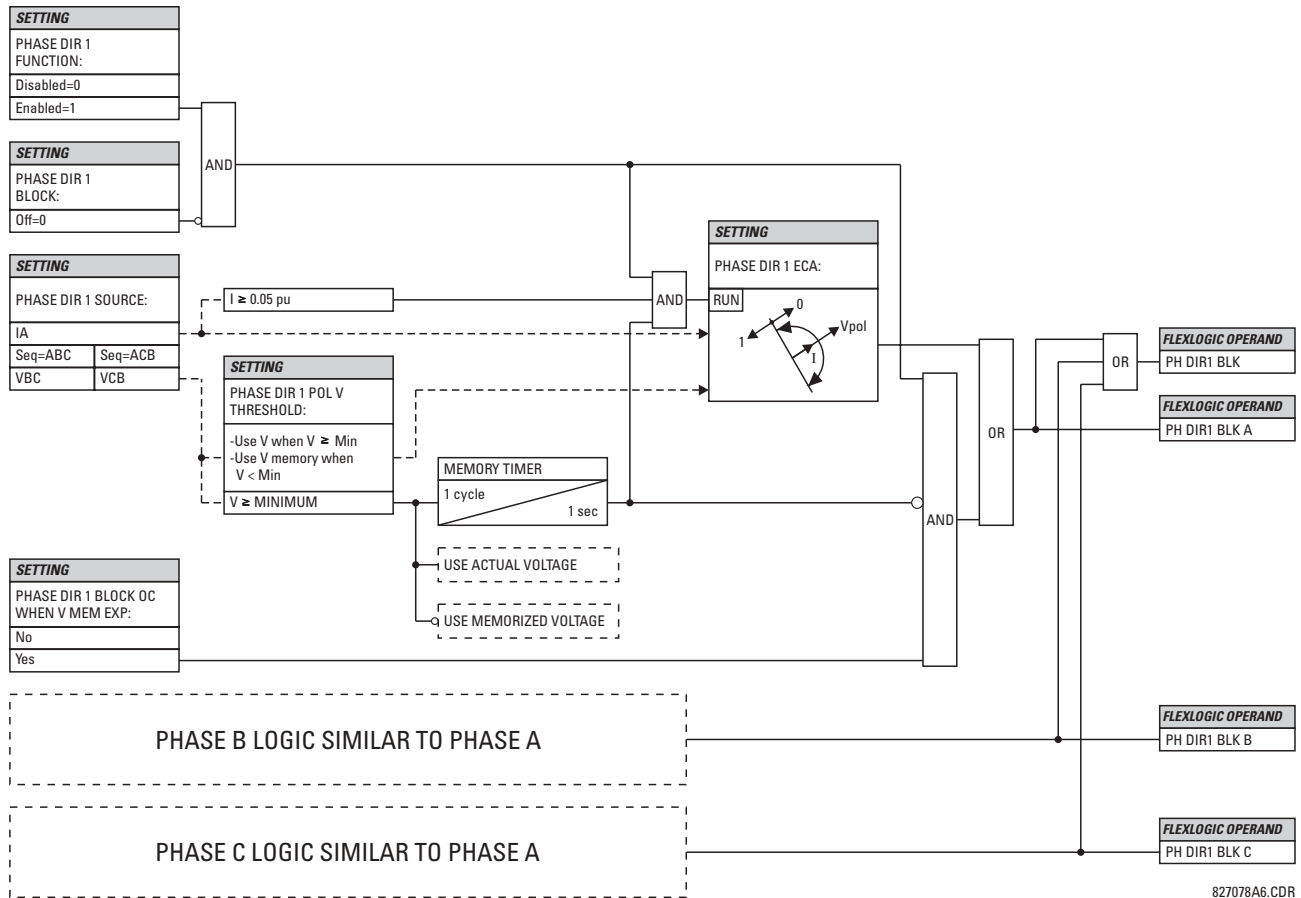 SETTING
PHASE DIR 1
FUNCTION:
Disabled=0
Enabled=1
AND
SETTING
PHASE DIR 1
BLOCK:
Off=0
SETTING
PHASE DIR 1 SOURCE:
IA
Seq=ABC Seq=ACB
VBC VCB
I ≥ 0.05 pu
AND
SETTING
PHASE DIR 1 ECA:
RUN
0
1
Vpol
I
SETTING
PHASE DIR 1 POL V
THRESHOLD:
-Use V when V ≥ Min
-Use V memory when
V < Min
V ≥ MINIMUM
MEMORY TIMER
1 cycle
1 sec
USE ACTUAL VOLTAGE
USE MEMORIZED VOLTAGE
AND
OR
OR
FLEXLOGIC OPERAND
PH DIR1 BLK
FLEXLOGIC OPERAND
PH DIR1 BLK A
SETTING
PHASE DIR 1 BLOCK OC
WHEN V MEM EXP:
No
Yes
PHASE B LOGIC SIMILAR TO PHASE A
FLEXLOGIC OPERAND
PH DIR1 BLK B
PHASE C LOGIC SIMILAR TO PHASE A
FLEXLOGIC OPERAND
PH DIR1 BLK C
827078A6.CDR